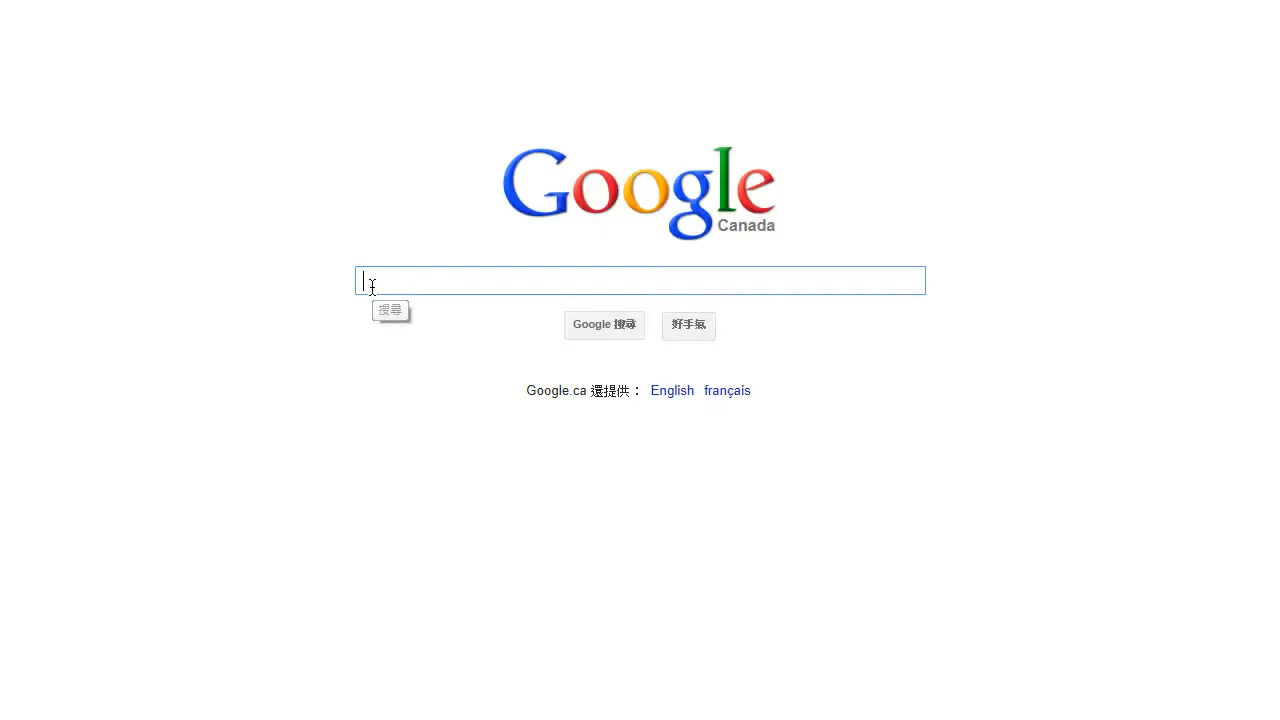 Google
Canada
搜尋
Google 搜尋 好手氣
Google.ca 還提供： English français